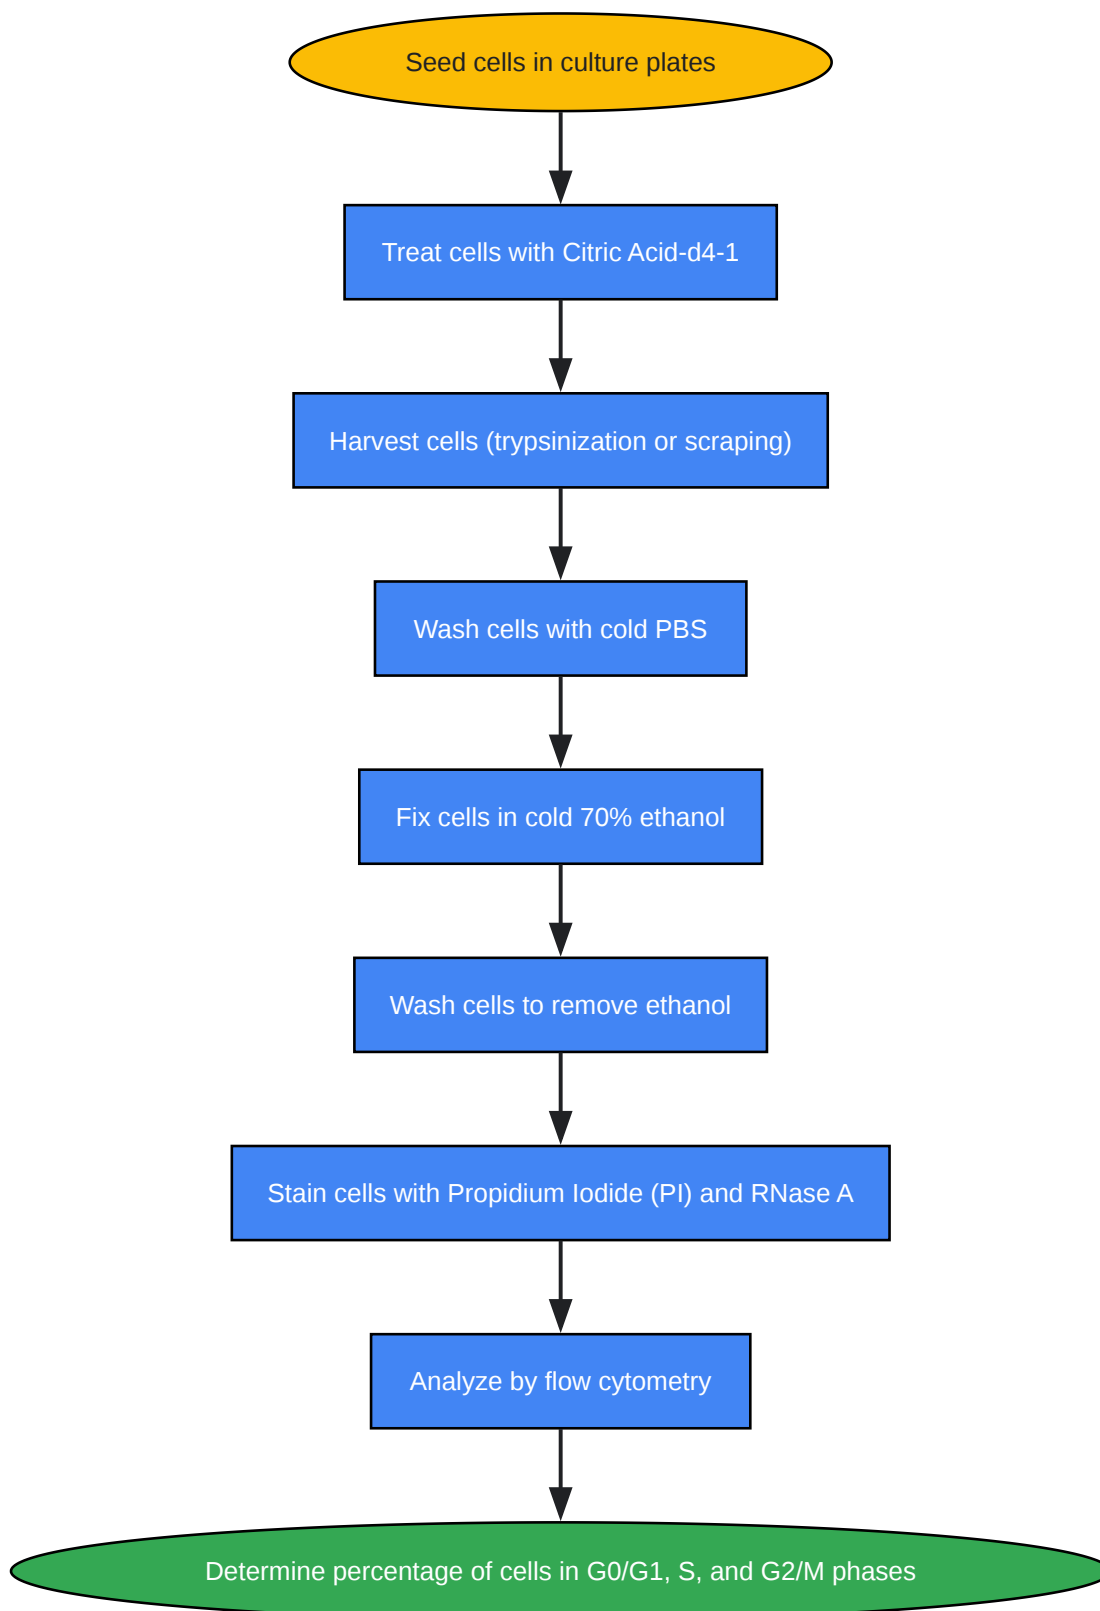 Seed cells in culture plates
Treat cells with Citric Acid-d4-1
Harvest cells (trypsinization or scraping)
Wash cells with cold PBS
Fix cells in cold 70% ethanol
Wash cells to remove ethanol
Stain cells with Propidium Iodide (PI) and RNase A
Analyze by flow cytometry
Determine percentage of cells in G0/G1, S, and G2/M phases